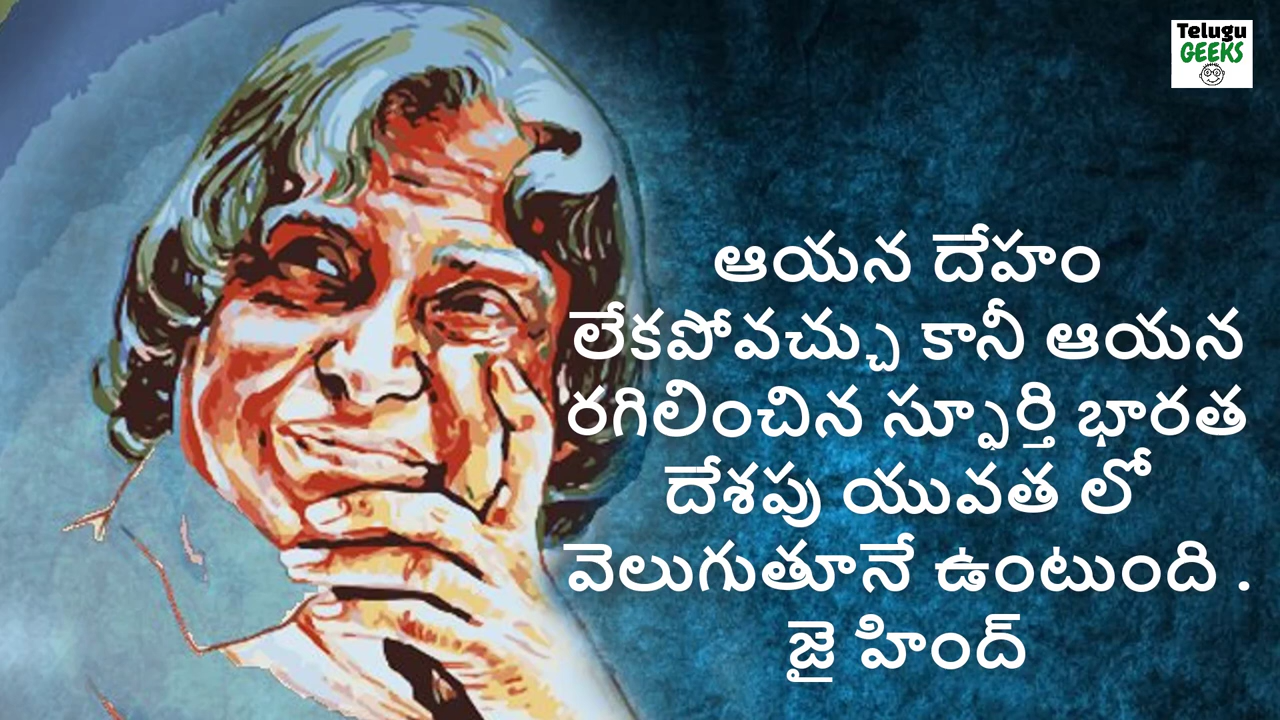 Telugu
GEEKS
ఆయన దేహం
లేకపోవచ్చు కానీ ఆయన
రగిలించిన స్ఫూర్తి భారత
దేశపు యువత లో
వెలుగుతూనే ఉంటుంది .
జై హింద్